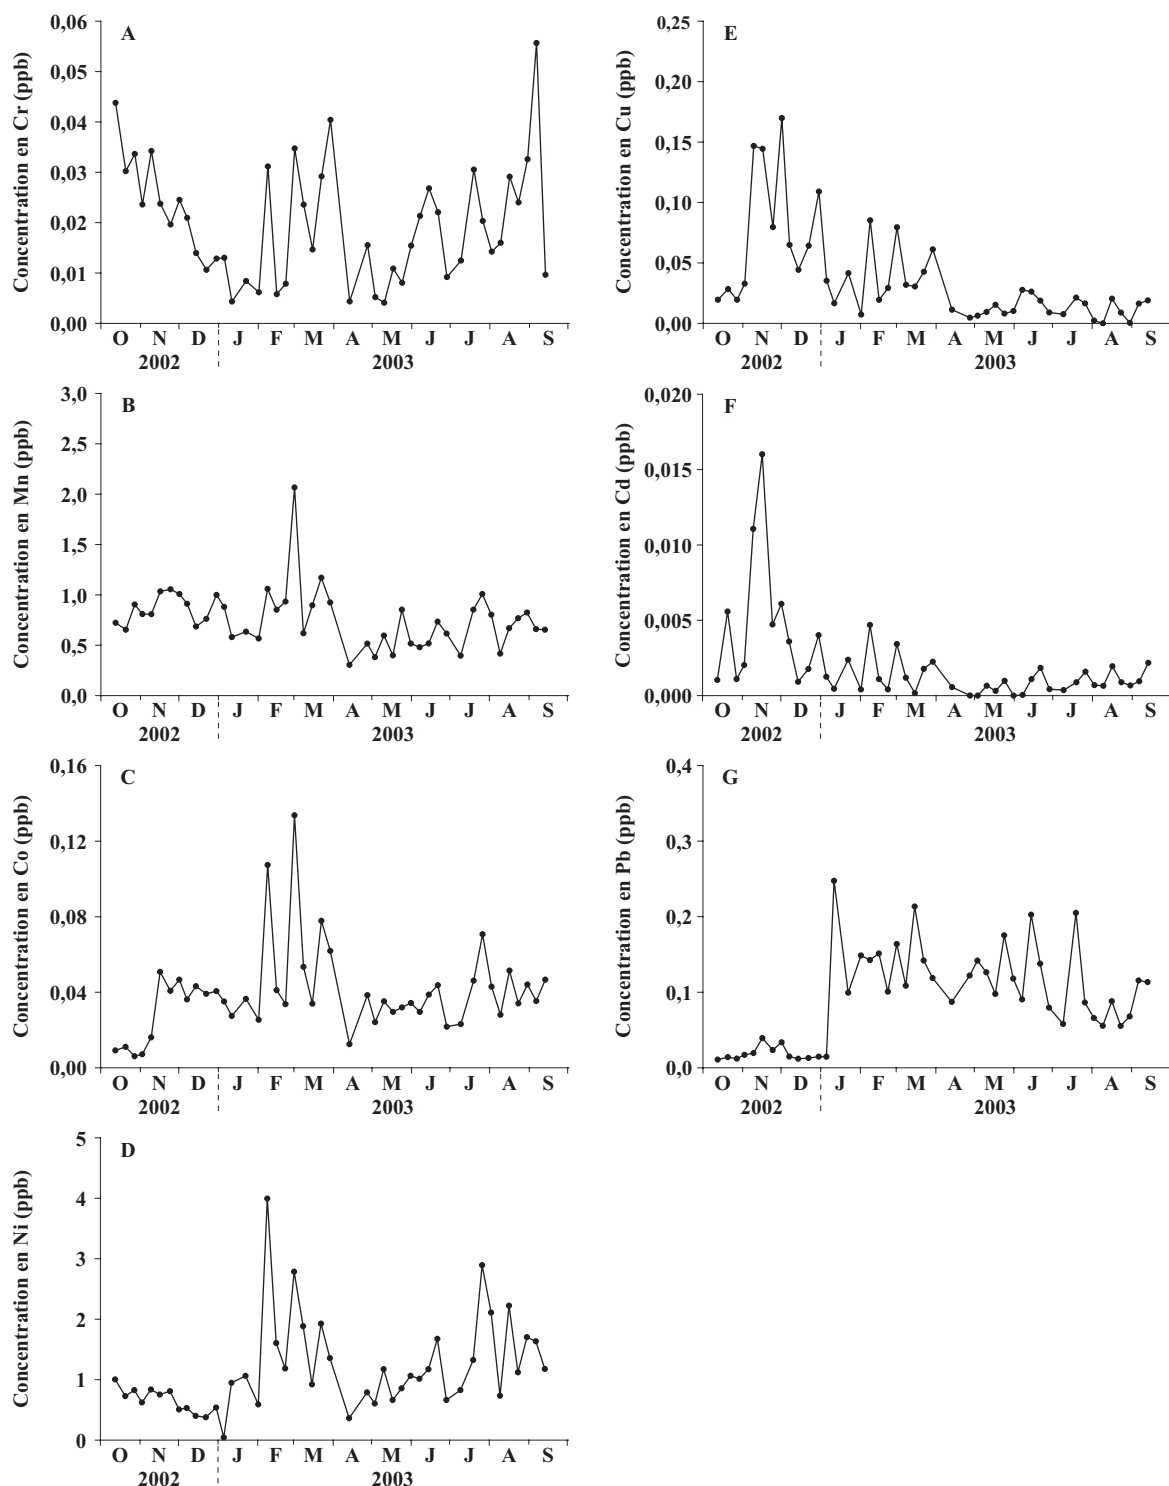 A
Concentration en Cr (ppb)
0,06
0,05
0,04
0,03
0,02
0,01
0,00
O N D J F M A M J J A S
2002 2003
B
Concentration en Mn (ppb)
3,0
2,5
2,0
1,5
1,0
0,5
0,0
O N D J F M A M J J A S
2002 2003
C
Concentration en Co (ppb)
0,16
0,12
0,08
0,04
0,00
O N D J F M A M J J A S
2002 2003
D
Concentration en Ni (ppb)
5
4
3
2
1
0
O N D J F M A M J J A S
2002 2003
E
Concentration en Cu (ppb)
0,25
0,20
0,15
0,10
0,05
0,00
O N D J F M A M J J A S
2002 2003
F
Concentration en Cd (ppb)
0,020
0,015
0,010
0,005
0,000
O N D J F M A M J J A S
2002 2003
G
Concentration en Pb (ppb)
0,4
0,3
0,2
0,1
0,0
O N D J F M A M J J A S
2002 2003